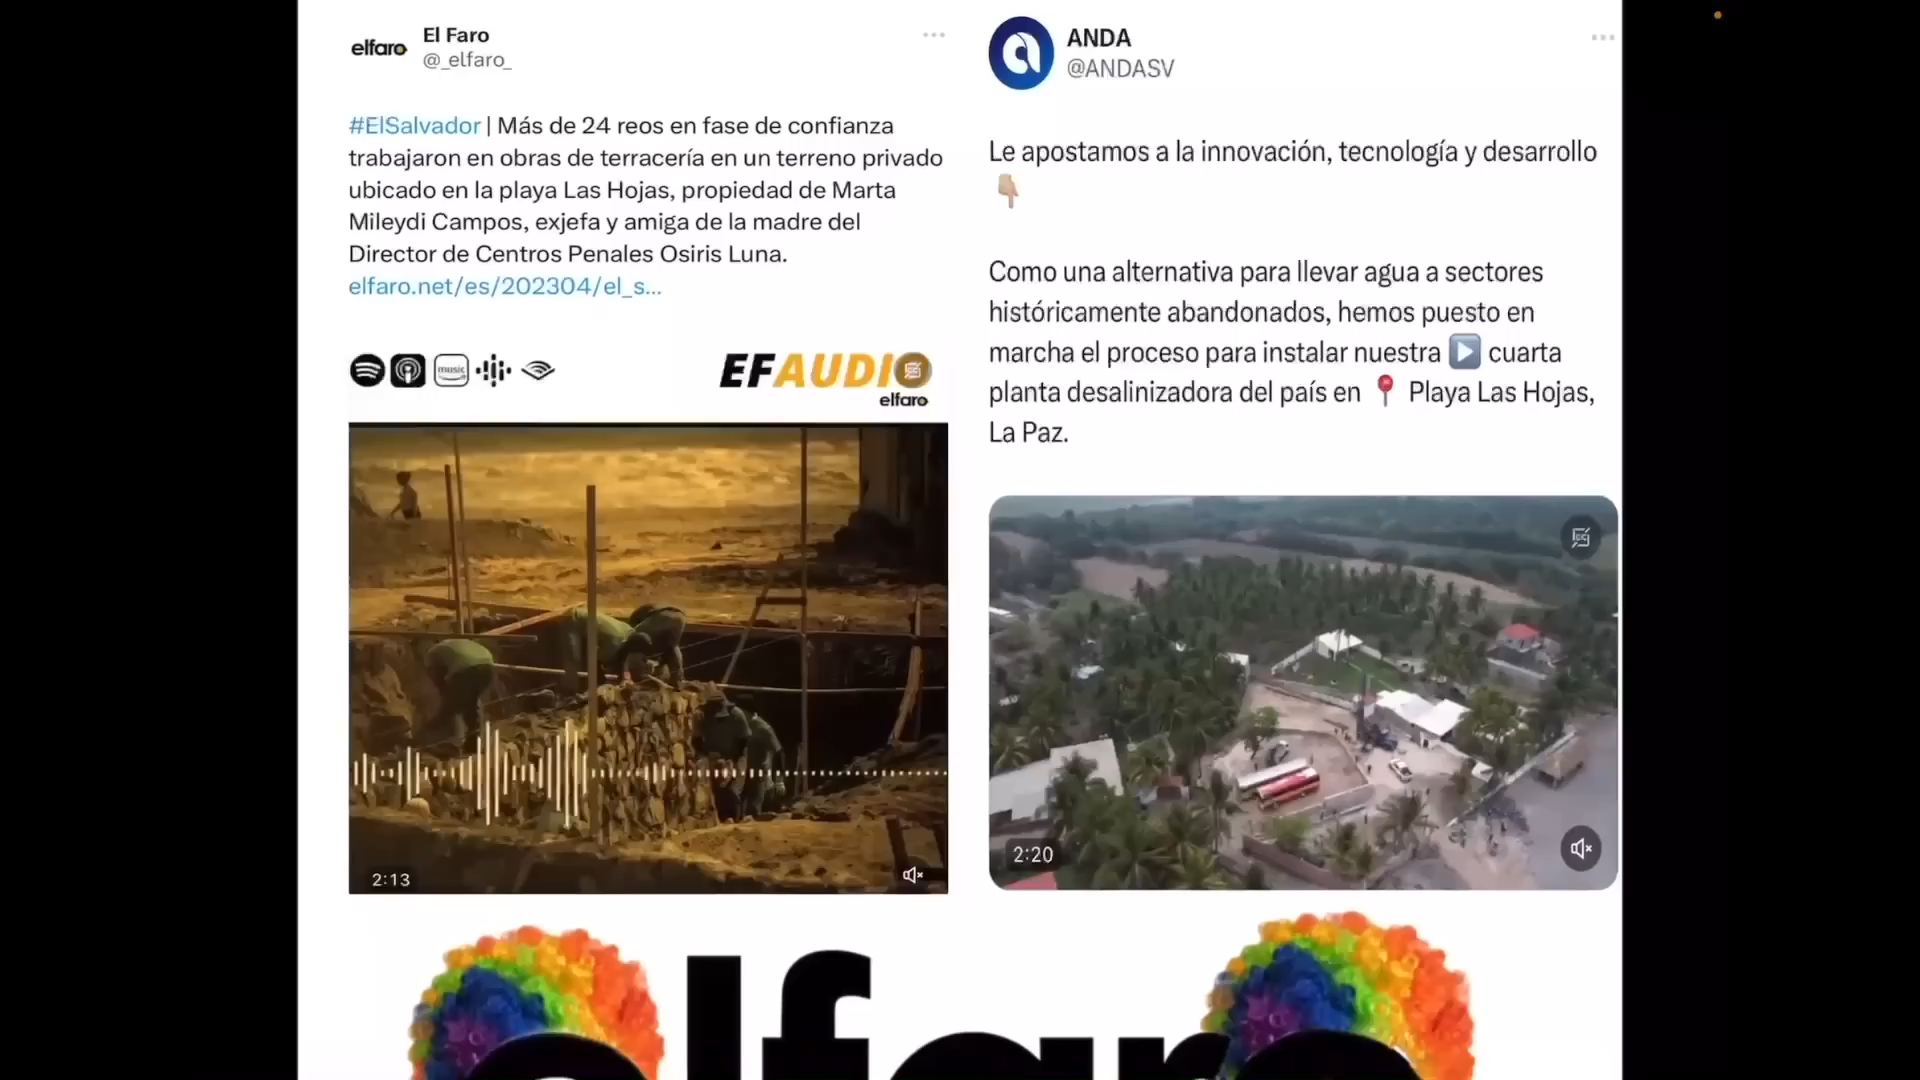 elfaro
El Faro
@_elfaro_
#ElSalvador | Más de 24 reos en fase de confianza
trabajaron en obras de terracería en un terreno privado
ubicado en la playa Las Hojas, propiedad de Marta
Mileydi Campos, exjefa y amiga de la madre del
Director de Centros Penales Osiris Luna.
elfaro.net/es/202304/el_s...
music
EFAUDIO
elfaro
2:13
ANDA
@ANDASV
Le apostamos a la innovación, tecnología y desarrollo
Como una alternativa para llevar agua a sectores
históricamente abandonados, hemos puesto en
marcha el proceso para instalar nuestra cuarta
planta desalinizadora del país en Playa Las Hojas,
La Paz.
2:20
elfaro